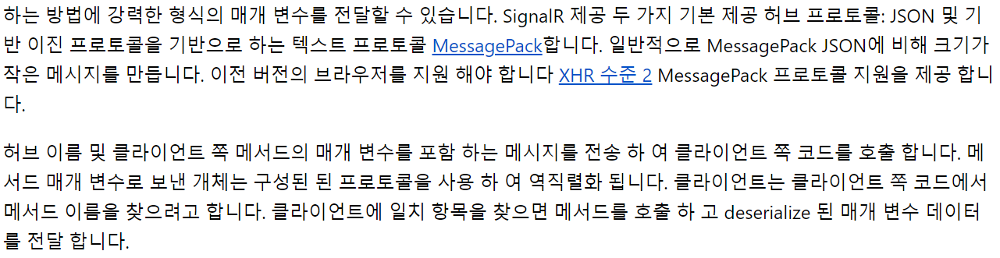 하는 방법에 강력한 형식의 매개 변수를 전달할 수 있습니다. SignalR 제공 두 가지 기본 제공 허브 프로토콜: JSON 및 기
반 이진 프로토콜을 기반으로 하는 텍스트 프로토콜 MessagePack합니다. 일반적으로 MessagePack JSON에 비해 크기가
작은 메시지를 만듭니다. 이전 버전의 브라우저를 지원 해야 합니다 XHR 수준 2 MessagePack 프로토콜 지원을 제공 합니
다.
허브 이름 및 클라이언트 쪽 메서드의 매개 변수를 포함 하는 메시지를 전송 하 여 클라이언트 쪽 코드를 호출 합니다. 메
서드 매개 변수로 보낸 개체는 구성된 된 프로토콜을 사용 하 여 역직렬화 됩니다. 클라이언트는 클라이언트 쪽 코드에서
메서드 이름을 찾으려고 합니다. 클라이언트에 일치 항목을 찾으면 메서드를 호출 하 고 deserialize 된 매개 변수 데이터
를 전달 합니다.